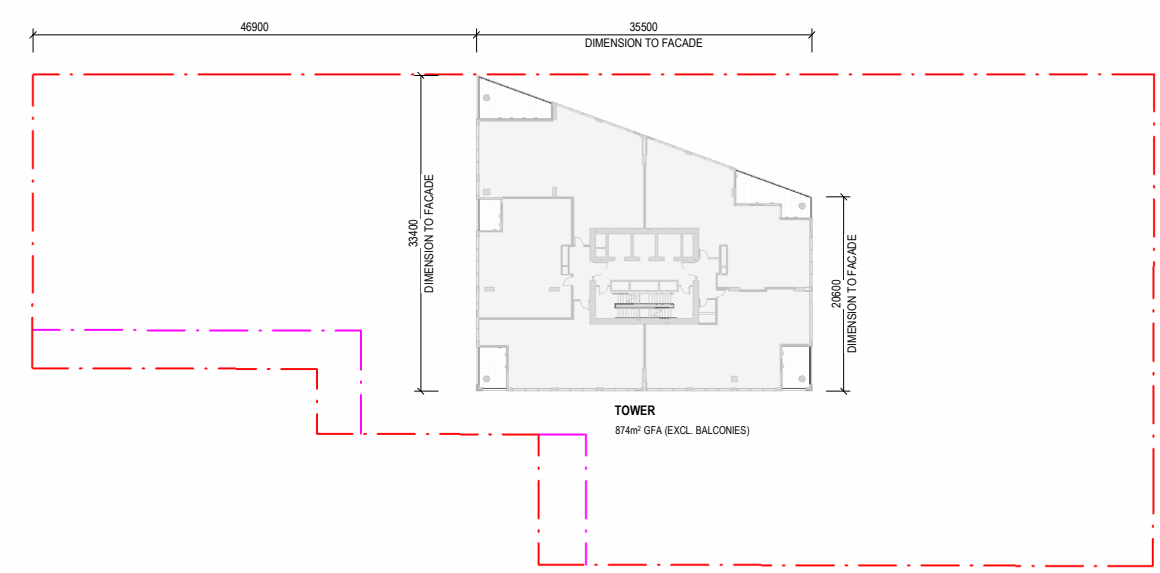 46900
35500
DIMENSION TO FACADE
33400
DIMENSION TO FACADE
20600
DIMENSION TO FACADE
TOWER
874m² GFA (EXCL. BALCONIES)